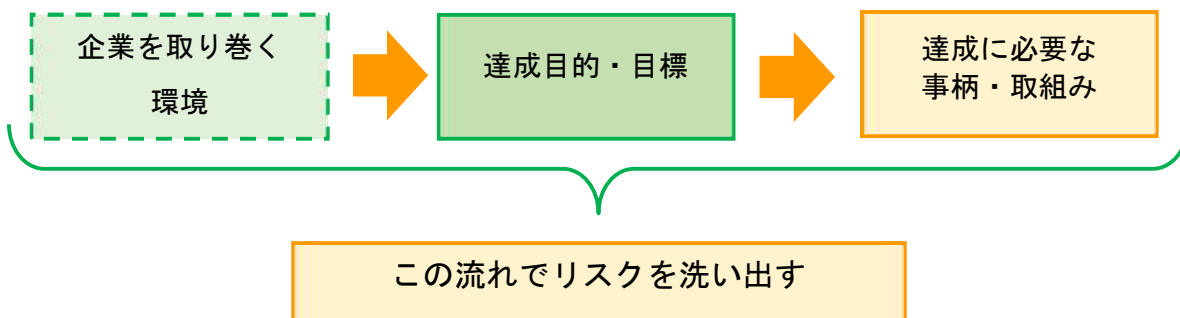 企業を取り巻く
環境
達成目的・目標
達成に必要な
事柄・取組み
この流れでリスクを洗い出す